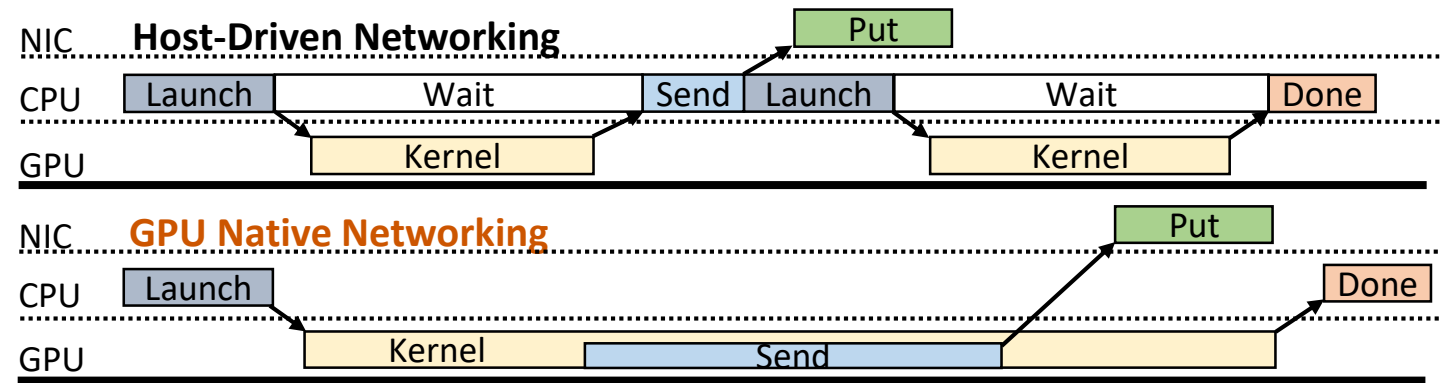 NIC Host-Driven Networking Put
CPU Launch Wait Send Launch Wait Done
GPU Kernel Kernel
NIC GPU Native Networking Put
CPU Launch Done
GPU Kernel Send